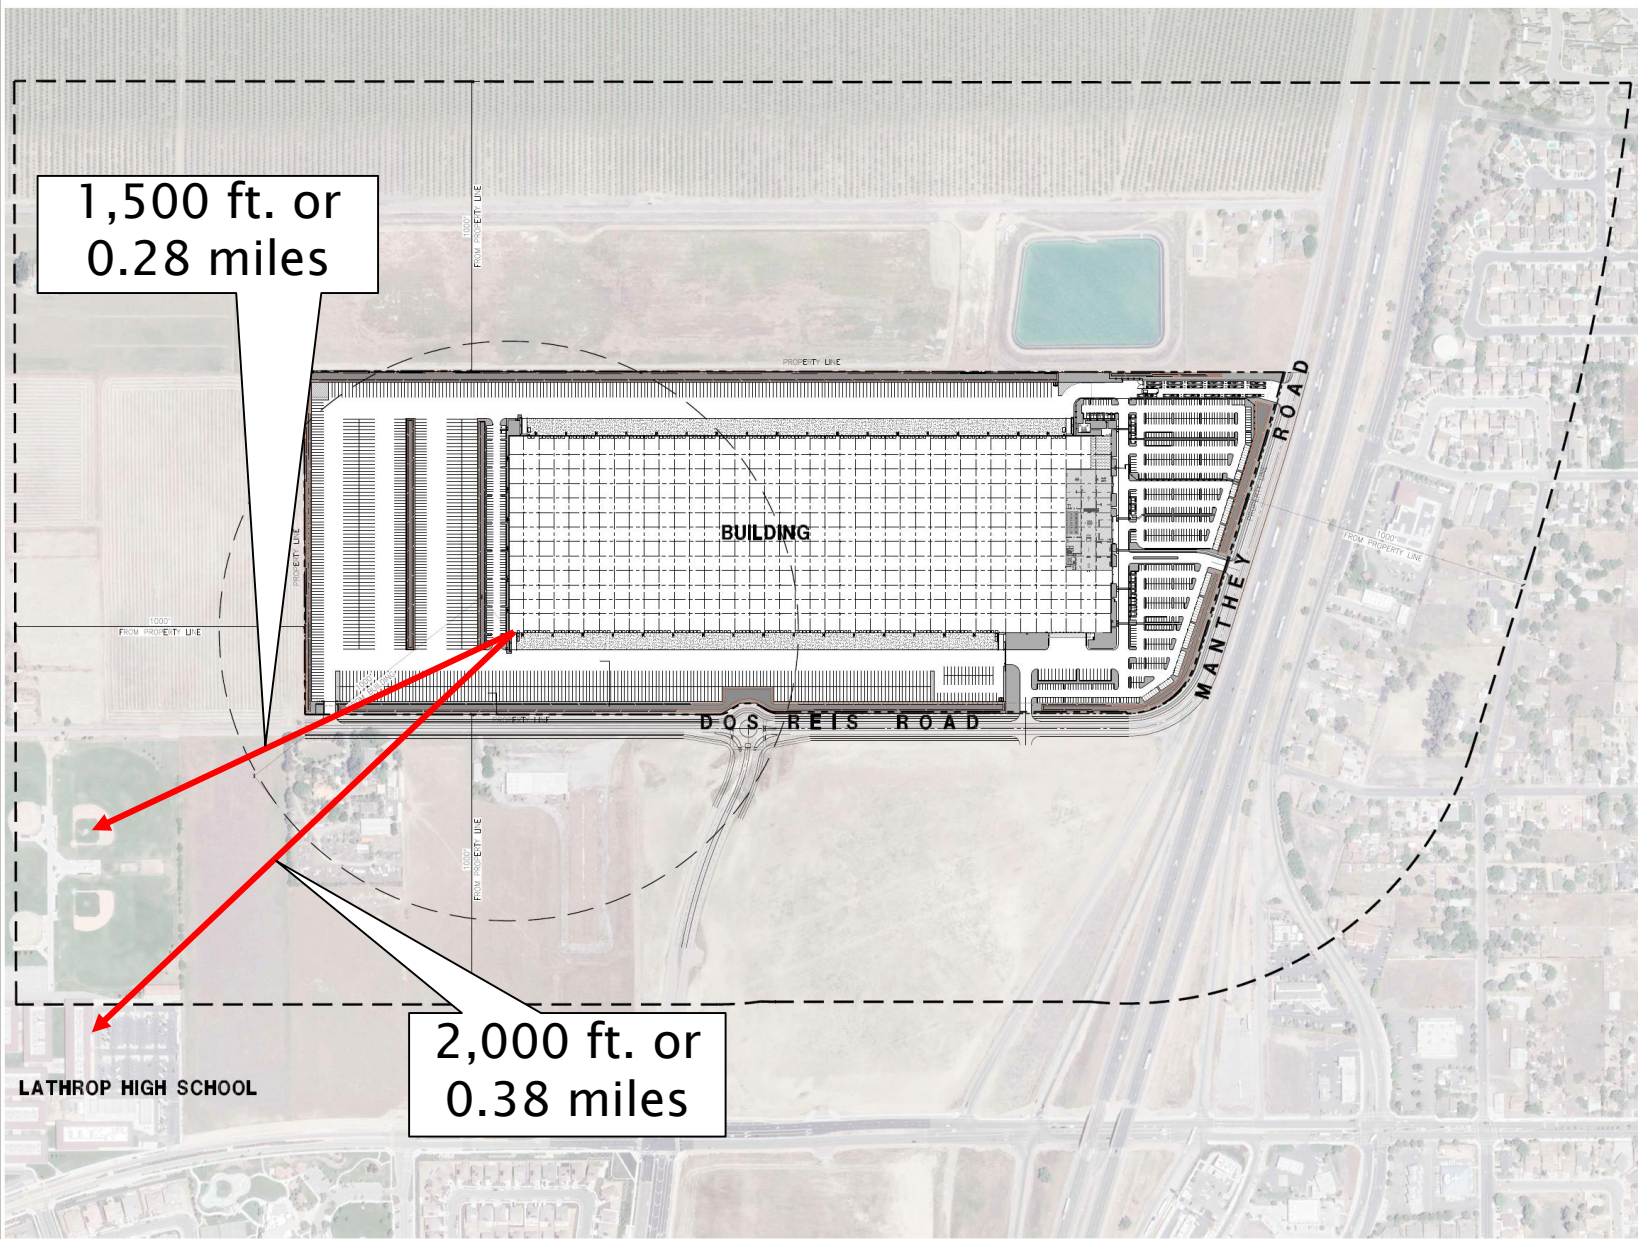 1,500 ft. or
0.28 miles
1000'
FROM PROPERTY LINE
PROPERTY LINE
ROAD
BUILDING
PROPERTY LINE
1000'
FROM PROPERTY LINE
MANTHEY
1000'
FROM PROPERTY LINE
PROPERTY LINE
DOS REIS ROAD
1000'
FROM PROPERTY LINE
2,000 ft. or
0.38 miles
LATHROP HIGH SCHOOL